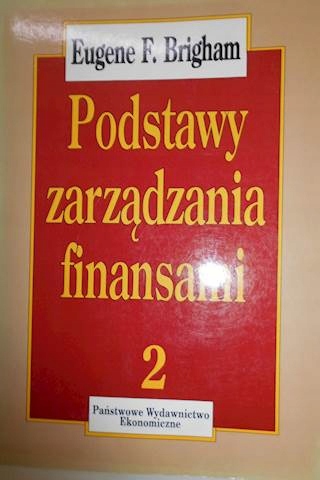 Eugene F. Brigham
Podstawy
zarządzania
finansami
2
Państwowe Wydawnictwo
Ekonomiczne